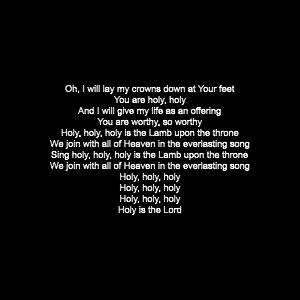 Oh, I will lay my crowns down at Your feet
You are holy, holy
And I will give my life as an offering
You are worthy, so worthy
Holy, holy, holy is the Lamb upon the throne
We join with all of Heaven in the everlasting song
Sing holy, holy, holy is the Lamb upon the throne
We join with all of Heaven in the everlasting song
Holy, holy, holy
Holy, holy, holy
Holy, holy, holy
Holy is the Lord